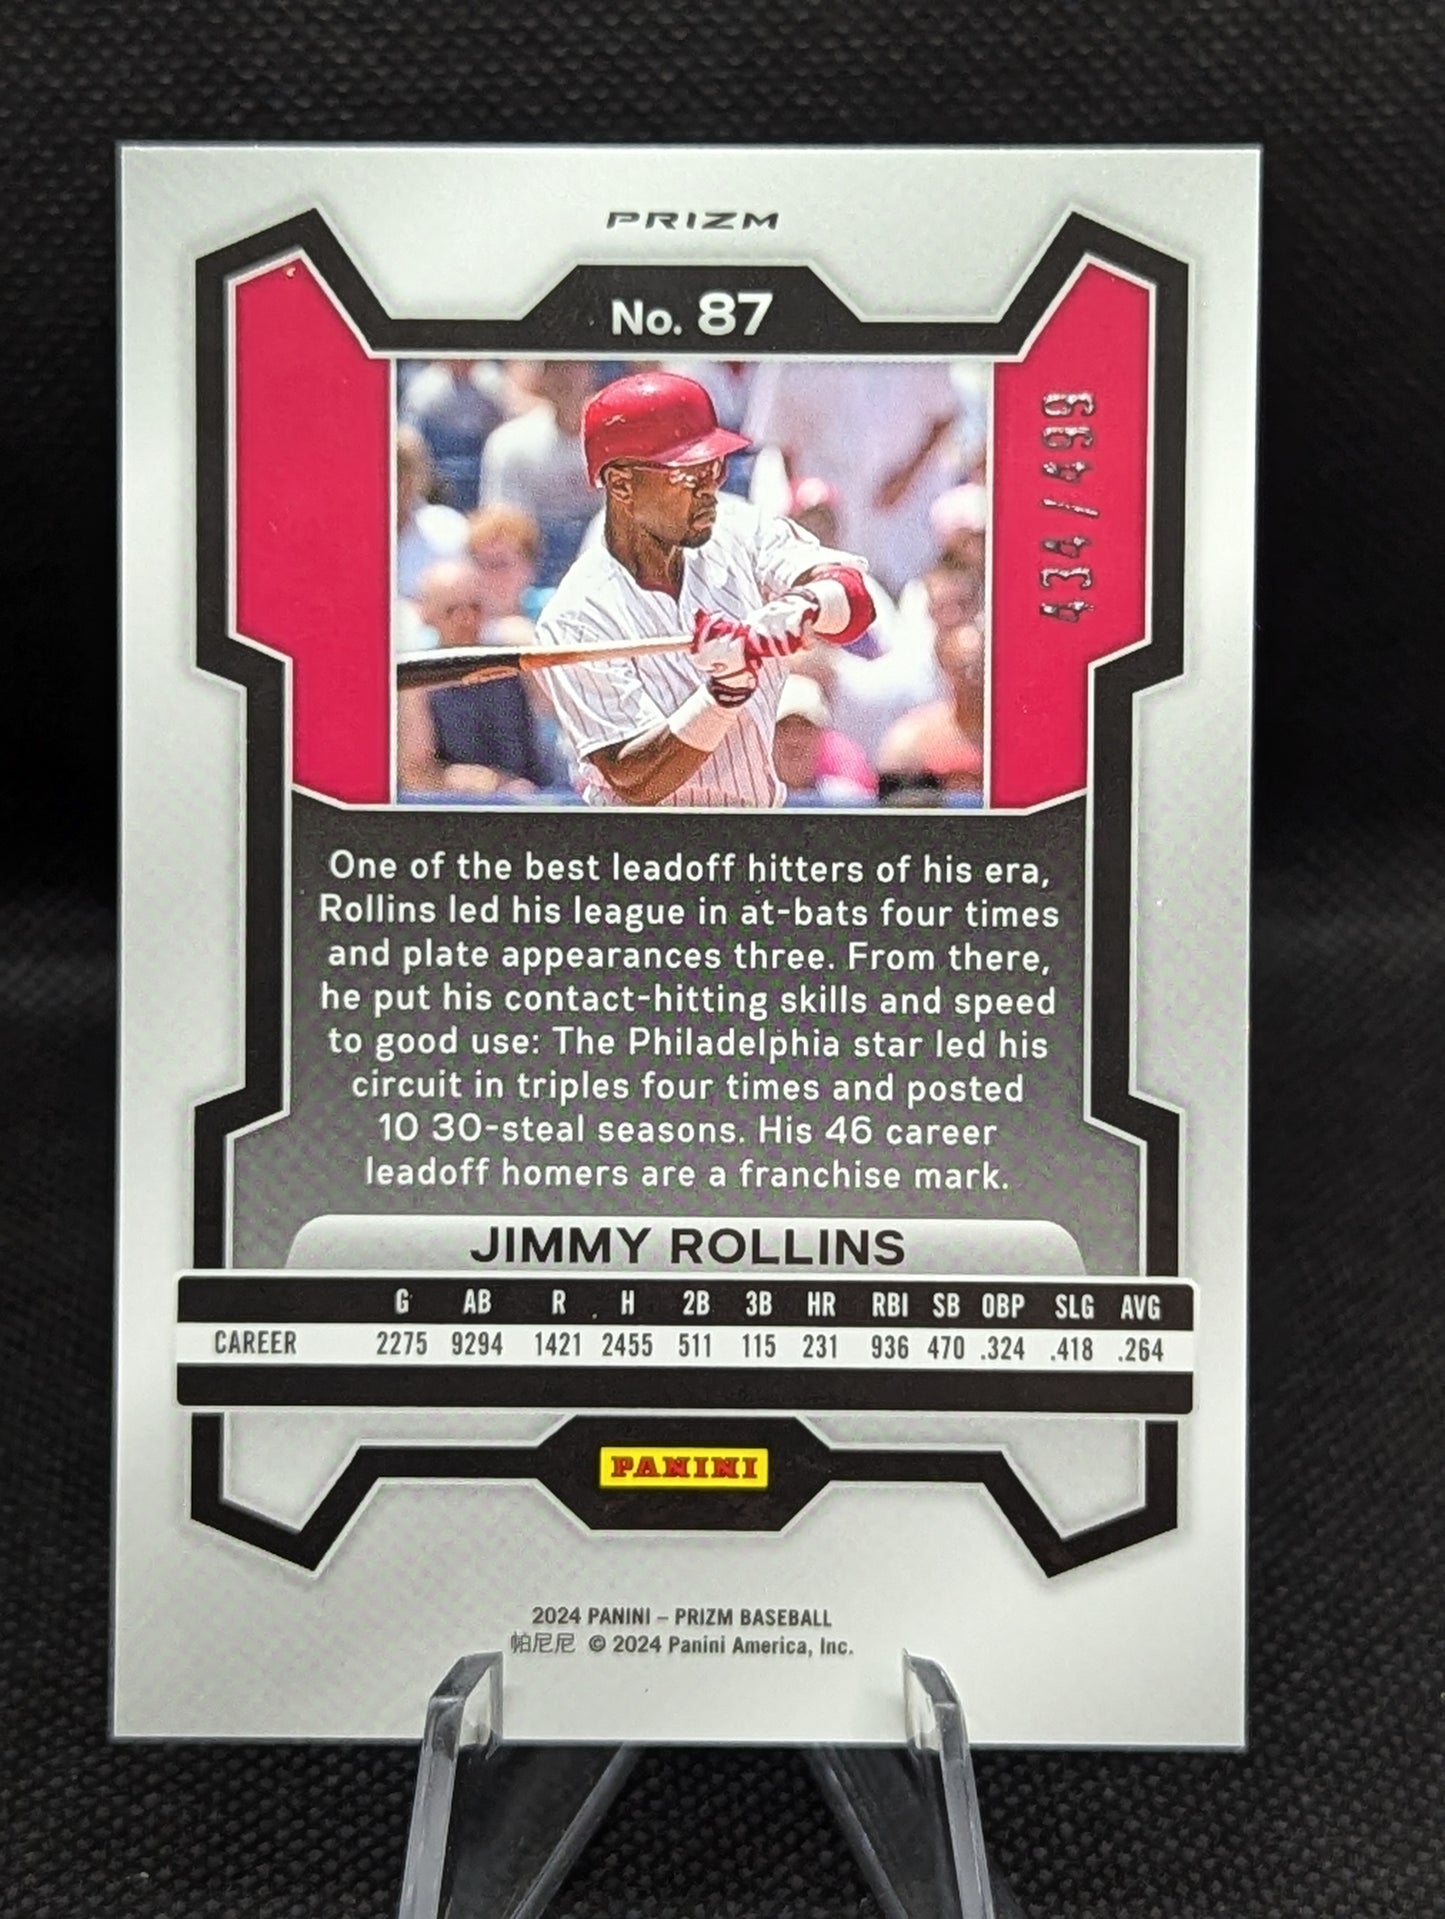 PRIZM
No. 87
434/499
One of the best leadoff hitters of his era,
Rollins led his league in at-bats four times
and plate appearances three. From there,
he put his contact-hitting skills and speed
to good use: The Philadelphia star led his
circuit in triples four times and posted
10 30-steal seasons. His 46 career
leadoff homers are a franchise mark.
JIMMY ROLLINS
G AB R H 2B 3B HR RBI SB OBP SLG AVG
CAREER 2275 9294 1421 2455 511 115 231 936 470 .324 .418 .264
PANINI
2024 PANINI – PRIZM BASEBALL
帕尼尼 © 2024 Panini America, Inc.